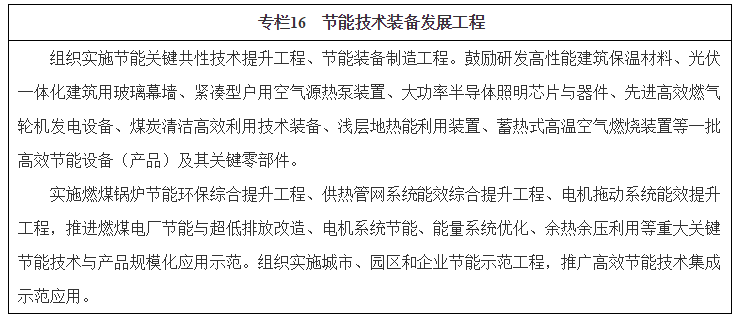 专栏16 节能技术装备发展工程
组织实施节能关键共性技术提升工程、节能装备制造工程。鼓励研发高性能建筑保温材料、光伏
一体化建筑用玻璃幕墙、紧凑型户用空气源热泵装置、大功率半导体照明芯片与器件、先进高效燃气
轮机发电设备、煤炭清洁高效利用技术装备、浅层地热能利用装置、蓄热式高温空气燃烧装置等一批
高效节能设备（产品）及其关键零部件。
实施燃煤锅炉节能环保综合提升工程、供热管网系统能效综合提升工程、电机拖动系统能效提升
工程，推进燃煤电厂节能与超低排放改造、电机系统节能、能量系统优化、余热余压利用等重大关键
节能技术与产品规模化应用示范。组织实施城市、园区和企业节能示范工程，推广高效节能技术集成
示范应用。